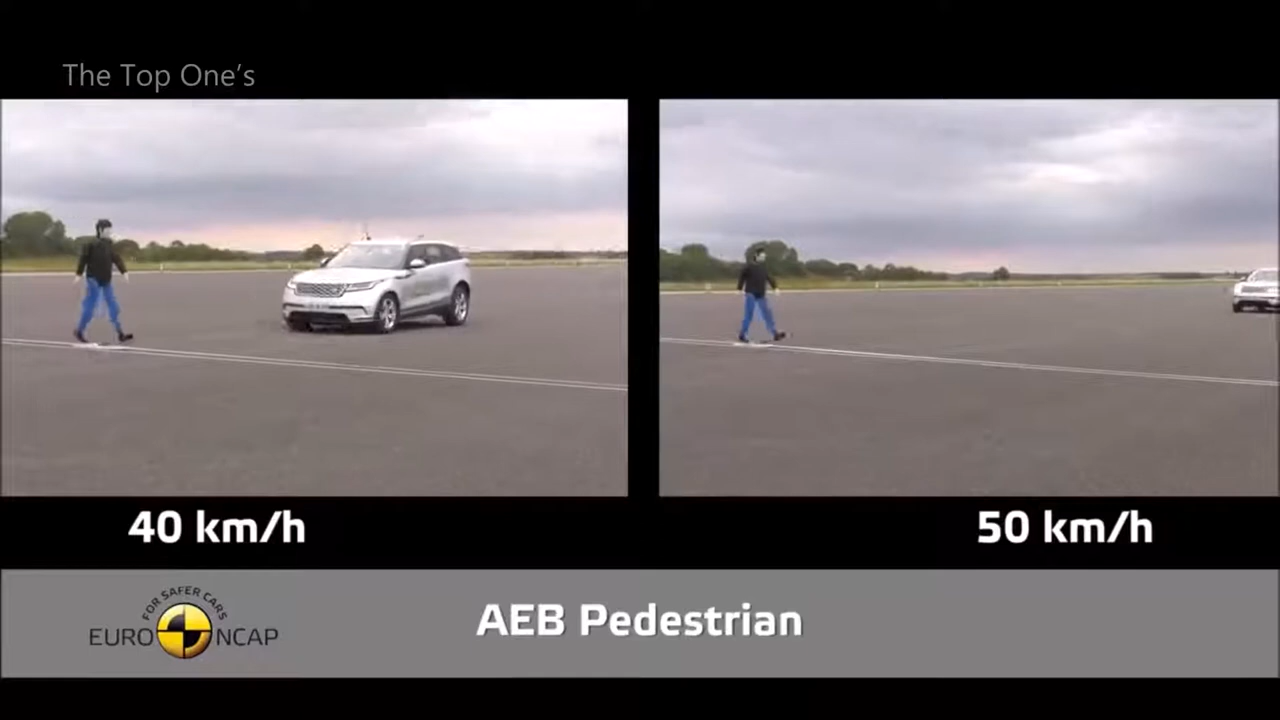 The Top One's
40 km/h
50 km/h
FOR SAFER CARS
EURO NCAP
AEB Pedestrian